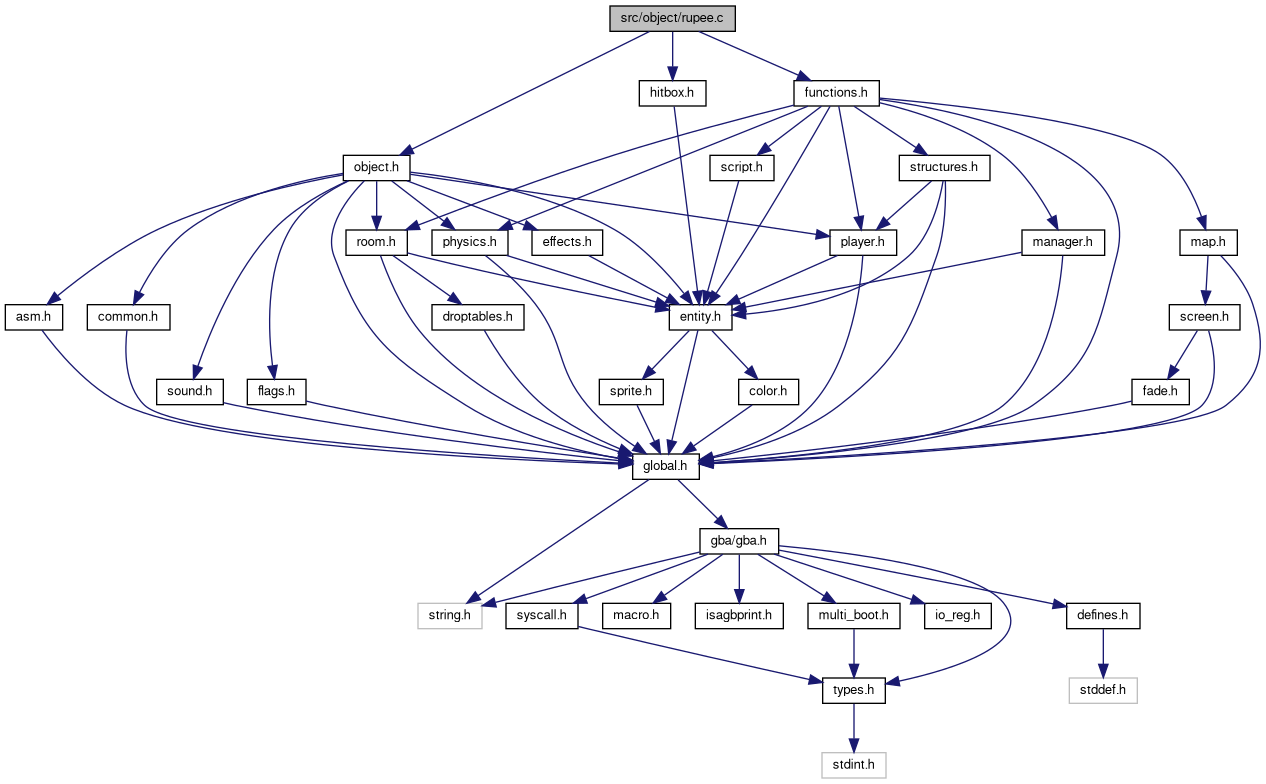 src/object/rupee.c
hitbox.h
functions.h
object.h
script.h
structures.h
room.h
physics.h
effects.h
player.h
manager.h
map.h
asm.h
common.h
droptables.h
entity.h
screen.h
sound.h
flags.h
sprite.h
color.h
fade.h
global.h
gba/gba.h
string.h
syscall.h
macro.h
isagbprint.h
multi_boot.h
io_reg.h
defines.h
types.h
stddef.h
stdint.h